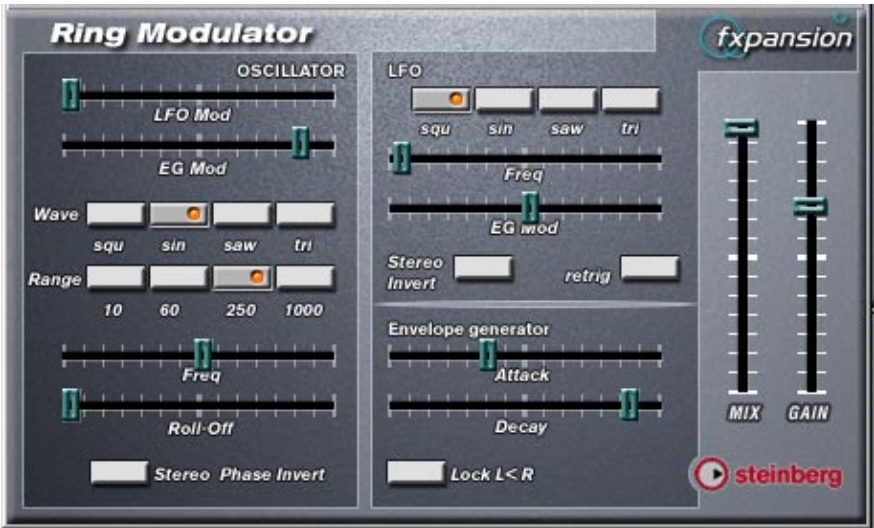 Ring Modulator
fxpansion
OSCILLATOR
LFO Mod
EG Mod
Wave
squ sin saw tri
Range
10 60 250 1000
Freq
Roll-Off
Stereo Phase Invert
LFO
squ sin saw tri
Freq
EG Mod
Stereo
Invert
retrig
Envelope generator
Attack
Decay
Lock L< R
MIX GAIN
steinberg